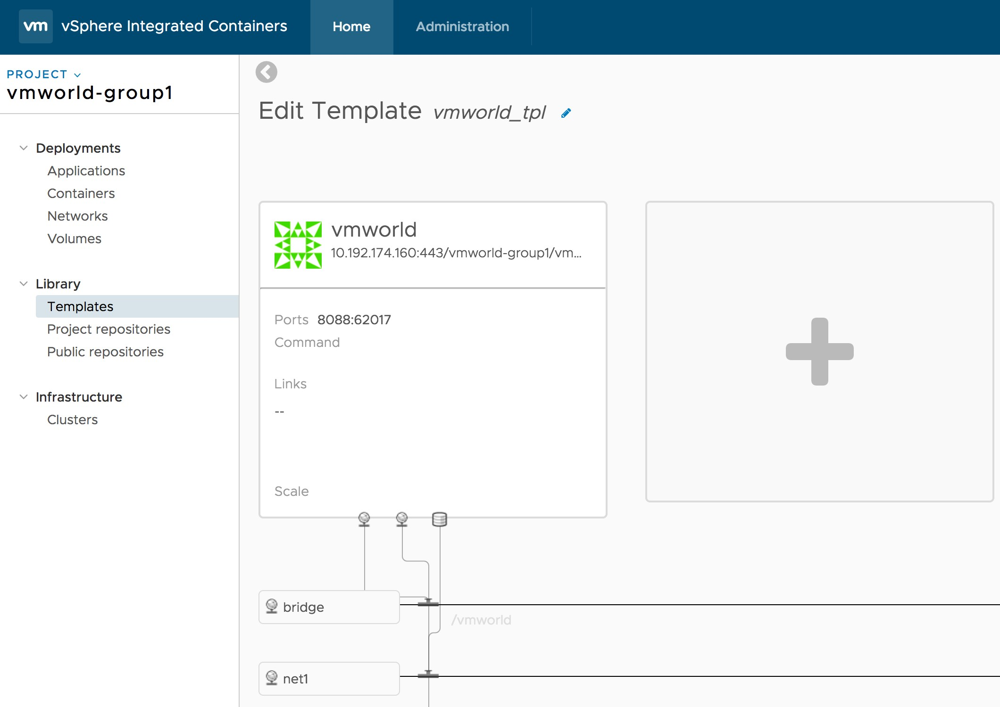 vm vSphere Integrated Containers Home Administration
PROJECT
vmworld-group1
Deployments
Applications
Containers
Networks
Volumes
Library
Templates
Project repositories
Public repositories
Infrastructure
Clusters
Edit Template vmworld_tpl
vmworld
10.192.174.160:443/vmworld-group1/vm...
Ports 8088:62017
Command
Links
--
Scale
bridge
/vmworld
net1